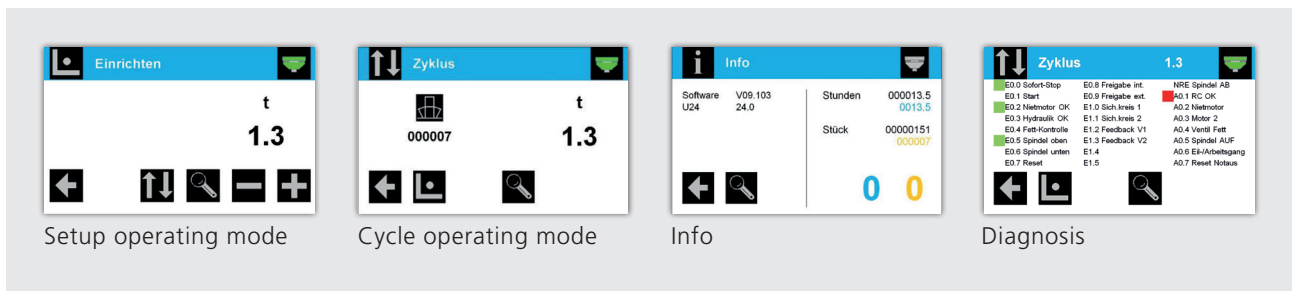 Einrichten
t
1.3
Setup operating mode
Zyklus
000007
t
1.3
Cycle operating mode
i Info
Software V09.103
U24 24.0
Stunden 000013.5
0013.5
Stück 00000151
000007
0 0
Info
Zyklus 1.3
E0.0 Sofort-Stop E0.8 Freigabe int. NRE Spindel AB
E0.1 Start E0.9 Freigabe ext. A0.1 RC OK
E0.2 Nietmotor OK E1.0 Sich.kreis 1 A0.2 Nietmotor
E0.3 Hydraulik OK E1.1 Sich.kreis 2 A0.3 Motor 2
E0.4 Fett-Kontrolle E1.2 Feedback V1 A0.4 Ventil Fett
E0.5 Spindel oben E1.3 Feedback V2 A0.5 Spindel AUF
E0.6 Spindel unten E1.4 A0.6 Eil-/Arbeitsgang
E0.7 Reset E1.5 A0.7 Reset Notaus
Diagnosis